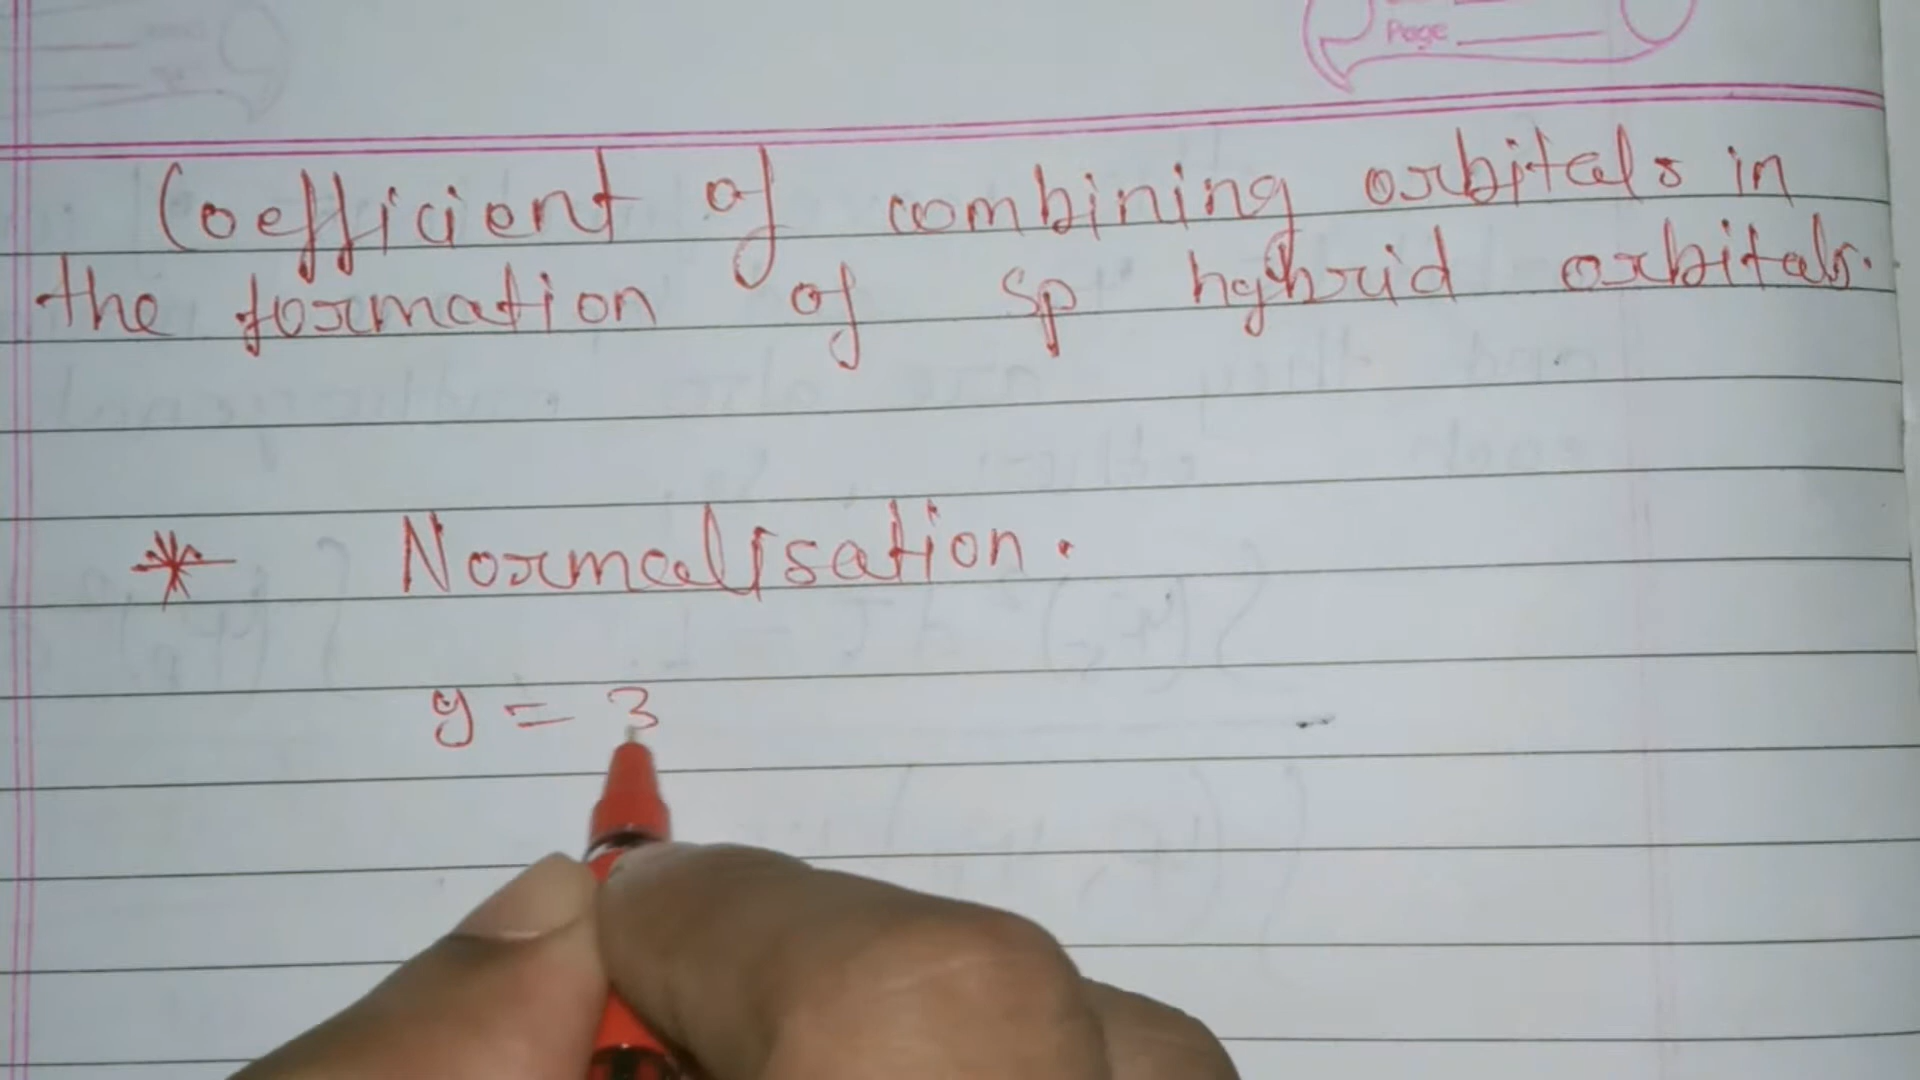 Page
Coefficient of combining orbitals in
the formation of sp hybrid orbitals.
* Normalisation.
y = 3